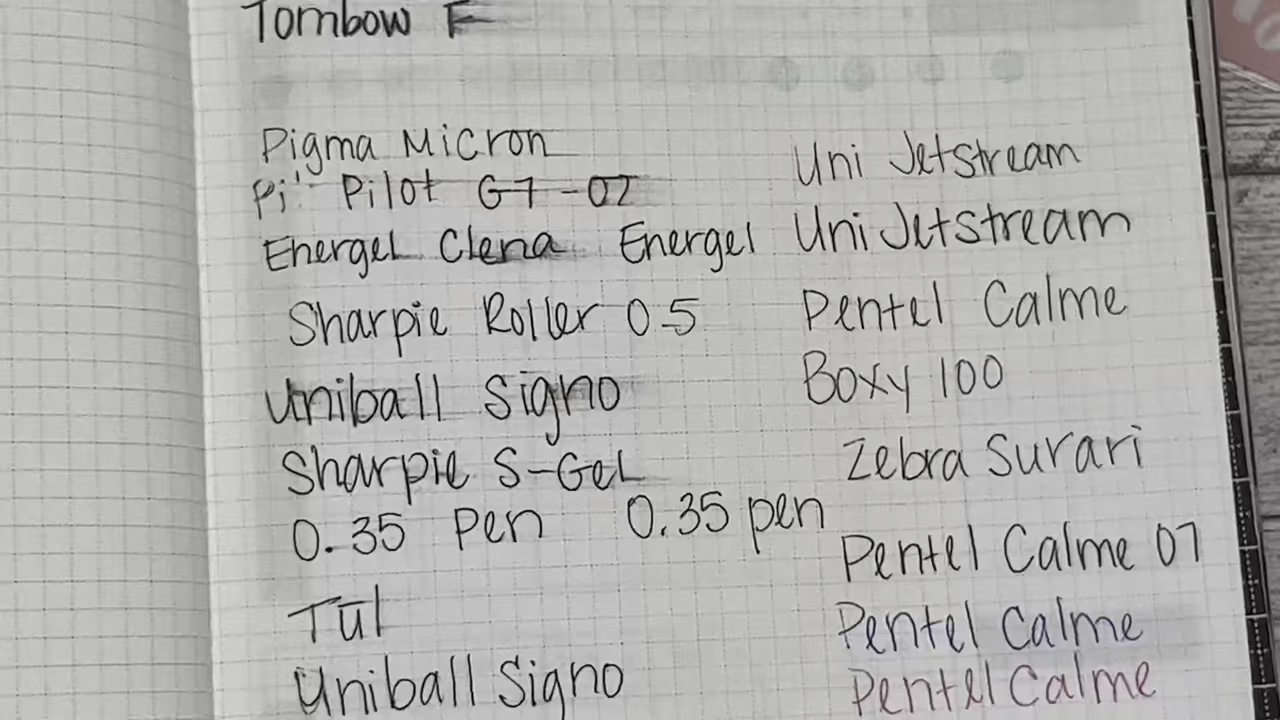 Tombow F
Pigma Micron
Pi' Pilot G7-07
Energel Clena Energel
Sharpie Roller 0.5
Uniball Signo
Sharpie S-Gel
0.35 Pen 0.35 pen
Tul
Uniball Signo
Uni Jetstream
Uni Jetstream
Pentel Calme
Boxy 100
Zebra Surari
Pentel Calme 07
Pentel Calme
Pentel Calme